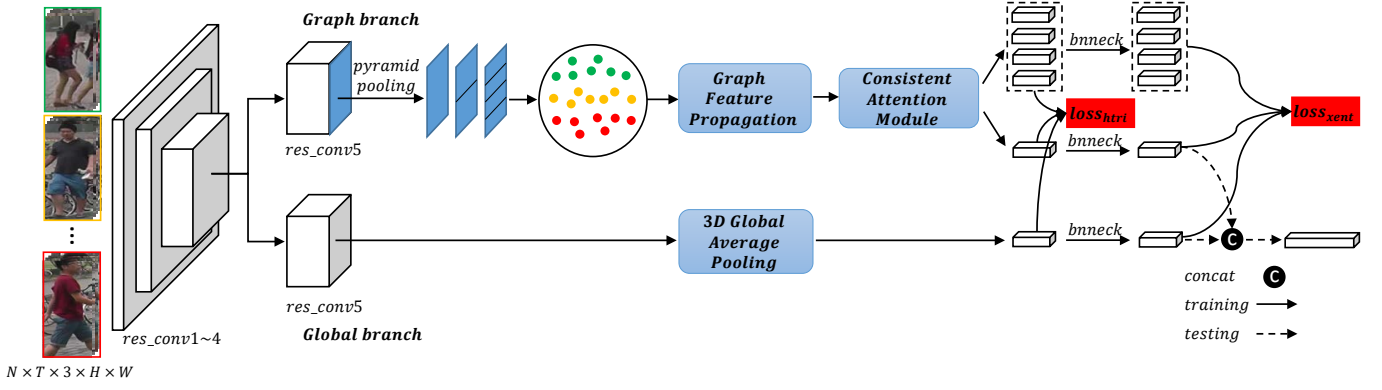 Graph branch
pyramid
pooling
res_conv5
Graph
Feature
Propagation
Consistent
Attention
Module
bnneck
loss_htri
loss_xent
bnneck
3D Global
Average
Pooling
bnneck
C
res_conv5
Global branch
res_conv1~4
N × T × 3 × H × W
concat C
training
testing